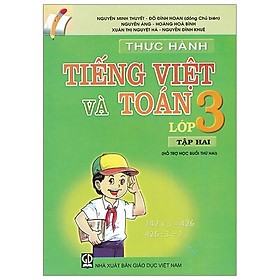 NGUYỄN MINH THUYẾT - ĐỖ ĐÌNH HOAN (đồng Chủ biên)
NGUYỄN ÁNG - HOÀNG HOÀ BÌNH
XUÂN THỊ NGUYỆT HÀ - NGUYỄN ĐÌNH KHUÊ
THỰC HÀNH
TIẾNG VIỆT
VÀ TOÁN
LỚP 3
TẬP HAI
(HỖ TRỢ HỌC BUỔI THỨ HAI)
NHÀ XUẤT BẢN GIÁO DỤC VIỆT NAM